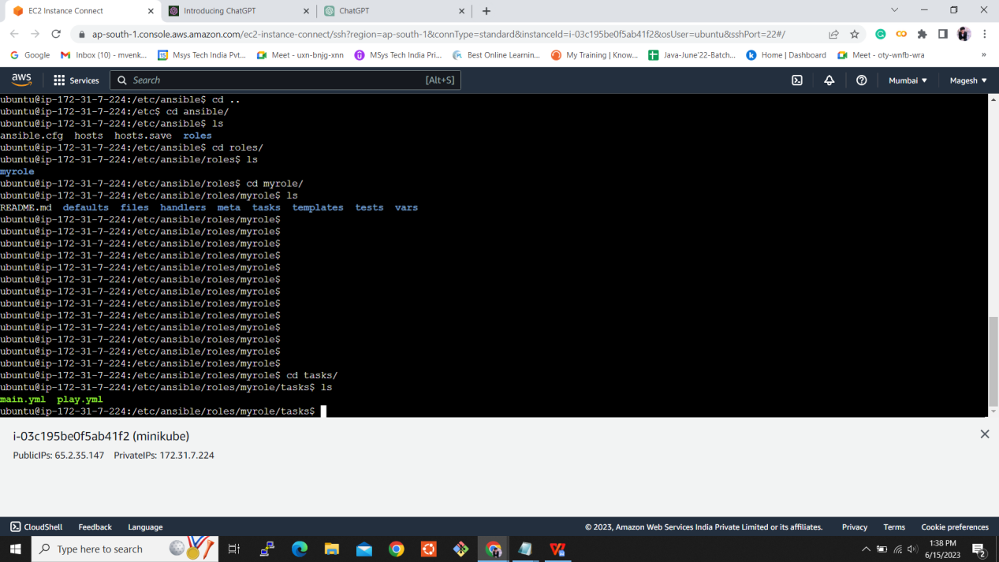 EC2 Instance Connect
Introducing ChatGPT
ChatGPT
ap-south-1.console.aws.amazon.com/ec2-instance-connect/ssh?region=ap-south-1&connType=standard&instanceId=i-03c195be0f5ab41f2&osUser=ubuntu&sshPort=22#/
Google Inbox (10) - mvenk... Msys Tech India Pvt... Meet - uxn-bnjg-xnn MSys Tech India Pri... Best Online Learnin... My Training | Know... Java-June'22-Batch... Home | Dashboard Meet - oty-wnfb-wra »
aws Services Search [Alt+S] Mumbai ▼ Magesh ▼
ubuntu@ip-172-31-7-224:/etc/ansible$ cd ..
ubuntu@ip-172-31-7-224:/etc$ cd ansible/
ubuntu@ip-172-31-7-224:/etc/ansible$ ls
ansible.cfg hosts hosts.save roles
ubuntu@ip-172-31-7-224:/etc/ansible$ cd roles/
ubuntu@ip-172-31-7-224:/etc/ansible/roles$ ls
myrole
ubuntu@ip-172-31-7-224:/etc/ansible/roles$ cd myrole/
ubuntu@ip-172-31-7-224:/etc/ansible/roles/myrole$ ls
README.md defaults files handlers meta tasks templates tests vars
ubuntu@ip-172-31-7-224:/etc/ansible/roles/myrole$
ubuntu@ip-172-31-7-224:/etc/ansible/roles/myrole$
ubuntu@ip-172-31-7-224:/etc/ansible/roles/myrole$
ubuntu@ip-172-31-7-224:/etc/ansible/roles/myrole$
ubuntu@ip-172-31-7-224:/etc/ansible/roles/myrole$
ubuntu@ip-172-31-7-224:/etc/ansible/roles/myrole$
ubuntu@ip-172-31-7-224:/etc/ansible/roles/myrole$
ubuntu@ip-172-31-7-224:/etc/ansible/roles/myrole$
ubuntu@ip-172-31-7-224:/etc/ansible/roles/myrole$
ubuntu@ip-172-31-7-224:/etc/ansible/roles/myrole$
ubuntu@ip-172-31-7-224:/etc/ansible/roles/myrole$
ubuntu@ip-172-31-7-224:/etc/ansible/roles/myrole$
ubuntu@ip-172-31-7-224:/etc/ansible/roles/myrole$
ubuntu@ip-172-31-7-224:/etc/ansible/roles/myrole$ cd tasks/
ubuntu@ip-172-31-7-224:/etc/ansible/roles/myrole/tasks$ ls
main.yml play.yml
ubuntu@ip-172-31-7-224:/etc/ansible/roles/myrole/tasks$
i-03c195be0f5ab41f2 (minikube)
PublicIPs: 65.2.35.147 PrivateIPs: 172.31.7.224
CloudShell Feedback Language © 2023, Amazon Web Services India Private Limited or its affiliates. Privacy Terms Cookie preferences
Type here to search
1:38 PM
6/15/2023
2